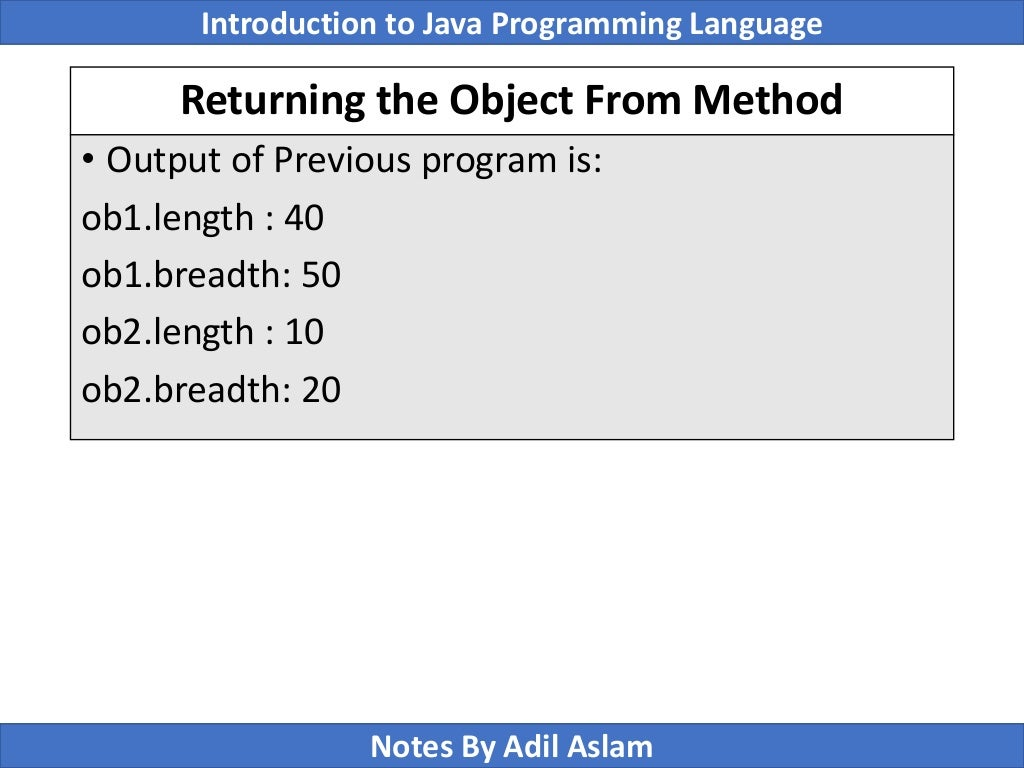 Introduction to Java Programming Language
Returning the Object From Method
• Output of Previous program is:
ob1.length : 40
ob1.breadth: 50
ob2.length : 10
ob2.breadth: 20
Notes By Adil Aslam